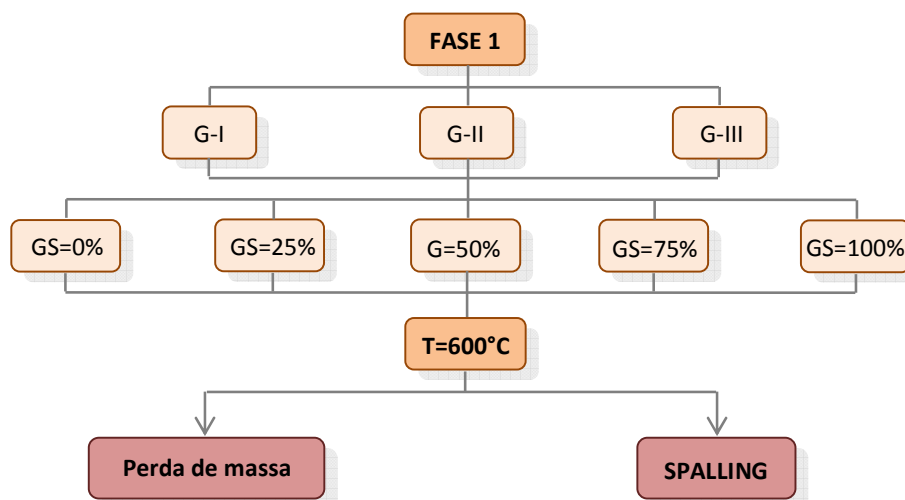 FASE 1
G-I
G-II
G-III
GS=0%
GS=25%
G=50%
GS=75%
GS=100%
T=600°C
Perda de massa
SPALLING